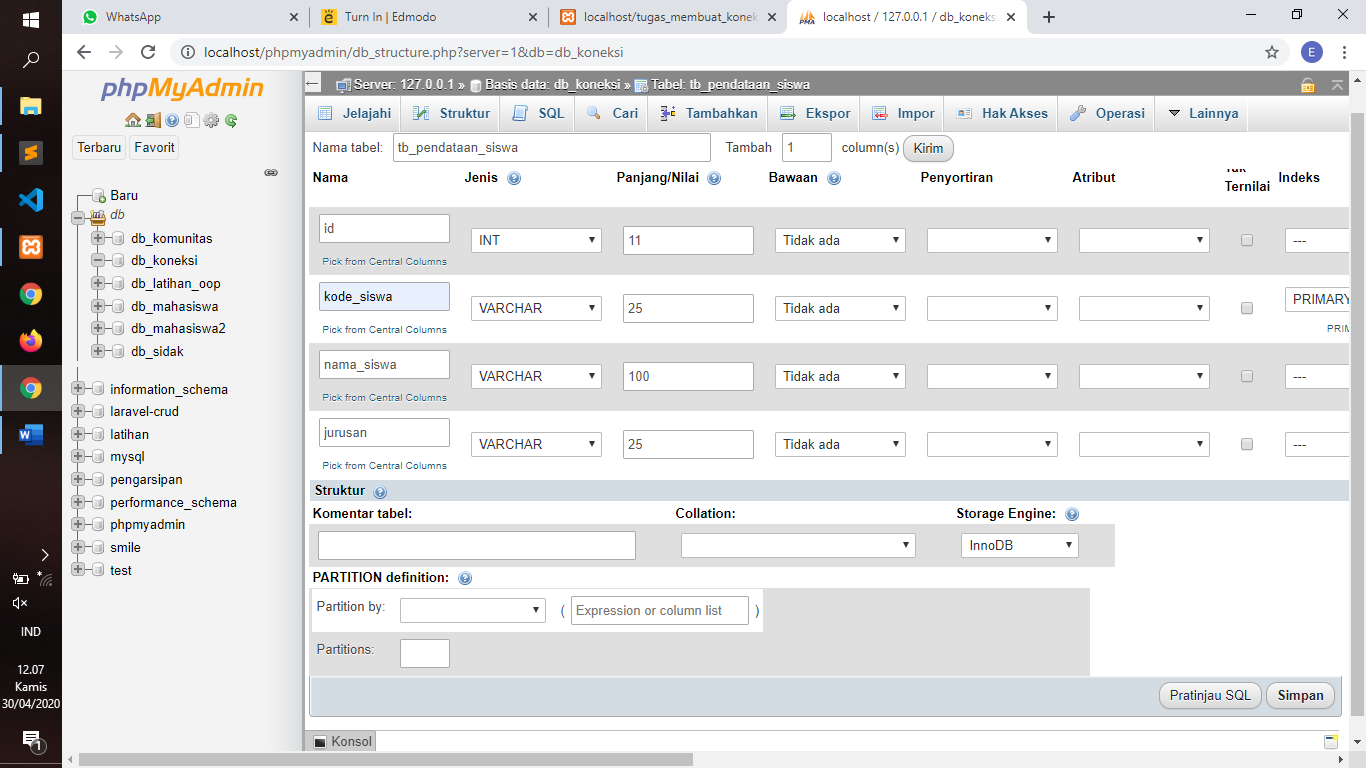 WhatsApp
Turn In | Edmodo
localhost/tugas_membuat_konek
localhost / 127.0.0.1 / db_koneks
localhost/phpmyadmin/db_structure.php?server=1&db=db_koneksi
E
phpMyAdmin
Terbaru
Favorit
Baru
db
db_komunitas
db_koneksi
db_latihan_oop
db_mahasiswa
db_mahasiswa2
db_sidak
information_schema
laravel-crud
latihan
mysql
pengarsipan
performance_schema
phpmyadmin
smile
test
Server: 127.0.0.1 » Basis data: db_koneksi » Tabel: tb_pendataan_siswa
Jelajahi Struktur SQL Cari Tambahkan Ekspor Impor Hak Akses Operasi Lainnya
Nama tabel: tb_pendataan_siswa Tambah 1 column(s) Kirim
Nama Jenis Panjang/Nilai Bawaan Penyortiran Atribut Tak Ternilai Indeks
id INT 11 Tidak ada ---
Pick from Central Columns
kode_siswa VARCHAR 25 Tidak ada PRIMARY
Pick from Central Columns PRIM
nama_siswa VARCHAR 100 Tidak ada ---
Pick from Central Columns
jurusan VARCHAR 25 Tidak ada ---
Pick from Central Columns
Struktur
Komentar tabel: Collation: Storage Engine:
InnoDB
PARTITION definition:
Partition by: ( Expression or column list )
Partitions:
Pratinjau SQL Simpan
Konsol
IND
12.07
Kamis
30/04/2020
1